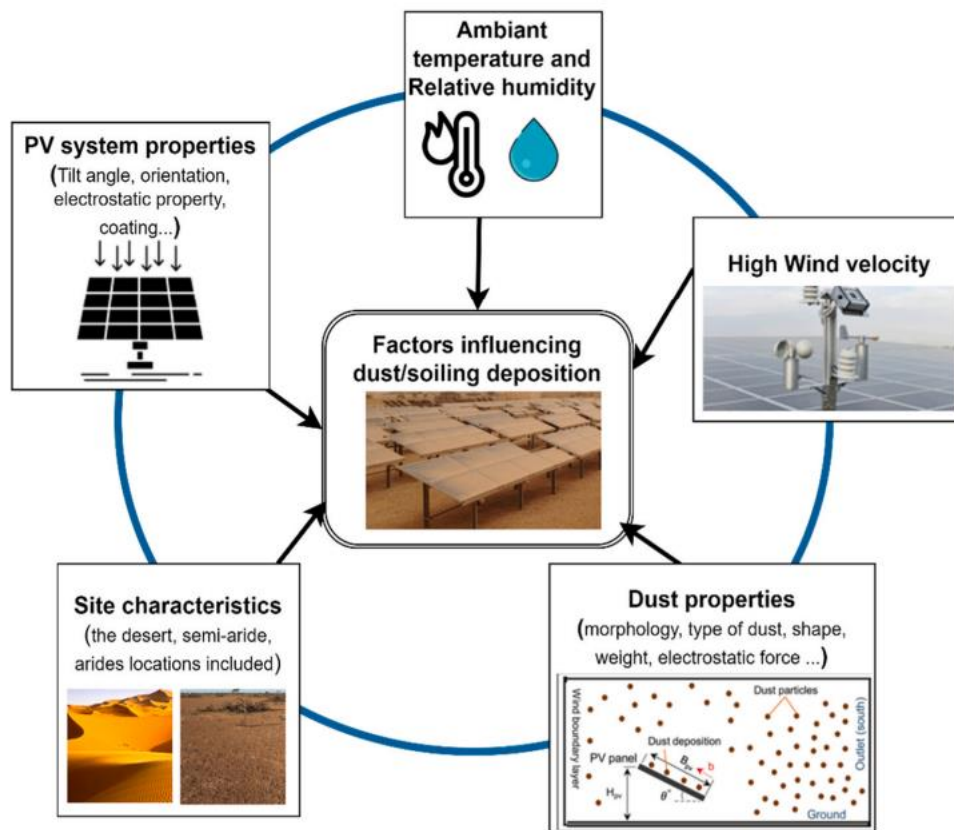 Ambiant
temperature and
Relative humidity
PV system properties
(Tilt angle, orientation,
electrostatic property,
coating...)
High Wind velocity
Factors influencing
dust/soiling deposition
Site characteristics
(the desert, semi-aride,
arides locations included)
Dust properties
(morphology, type of dust, shape,
weight, electrostatic force ...)
Wind boundary layer
Dust particles
Outlet (south)
Dust deposition
PV panel
B_pv
b
H_pv
θ°
Ground